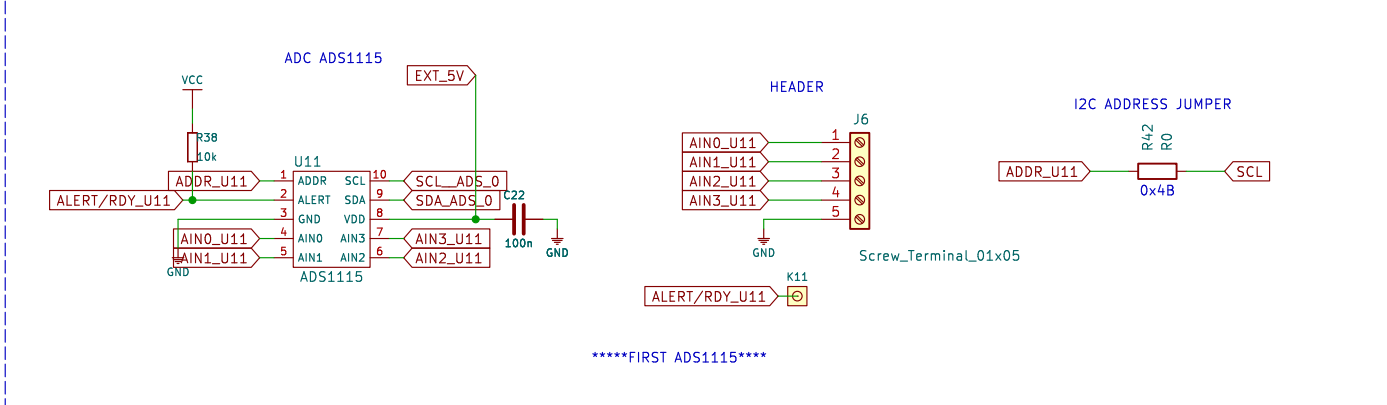 ADC ADS1115
EXT_5V
VCC
R38
10k
U11
ADDR_U11
1
ADDR
SCL
10
SCL__ADS_0
ALERT/RDY_U11
2
ALERT
SDA
9
SDA_ADS_0
C22
3
GND
VDD
8
100n
GND
AIN0_U11
4
AIN0
AIN3
7
AIN3_U11
AIN1_U11
5
AIN1
AIN2
6
AIN2_U11
GND
ADS1115
HEADER
J6
AIN0_U11
1
AIN1_U11
2
AIN2_U11
3
AIN3_U11
4
5
GND
Screw_Terminal_01x05
K11
ALERT/RDY_U11
I2C ADDRESS JUMPER
R42
R0
ADDR_U11
SCL
0x4B
*****FIRST ADS1115****